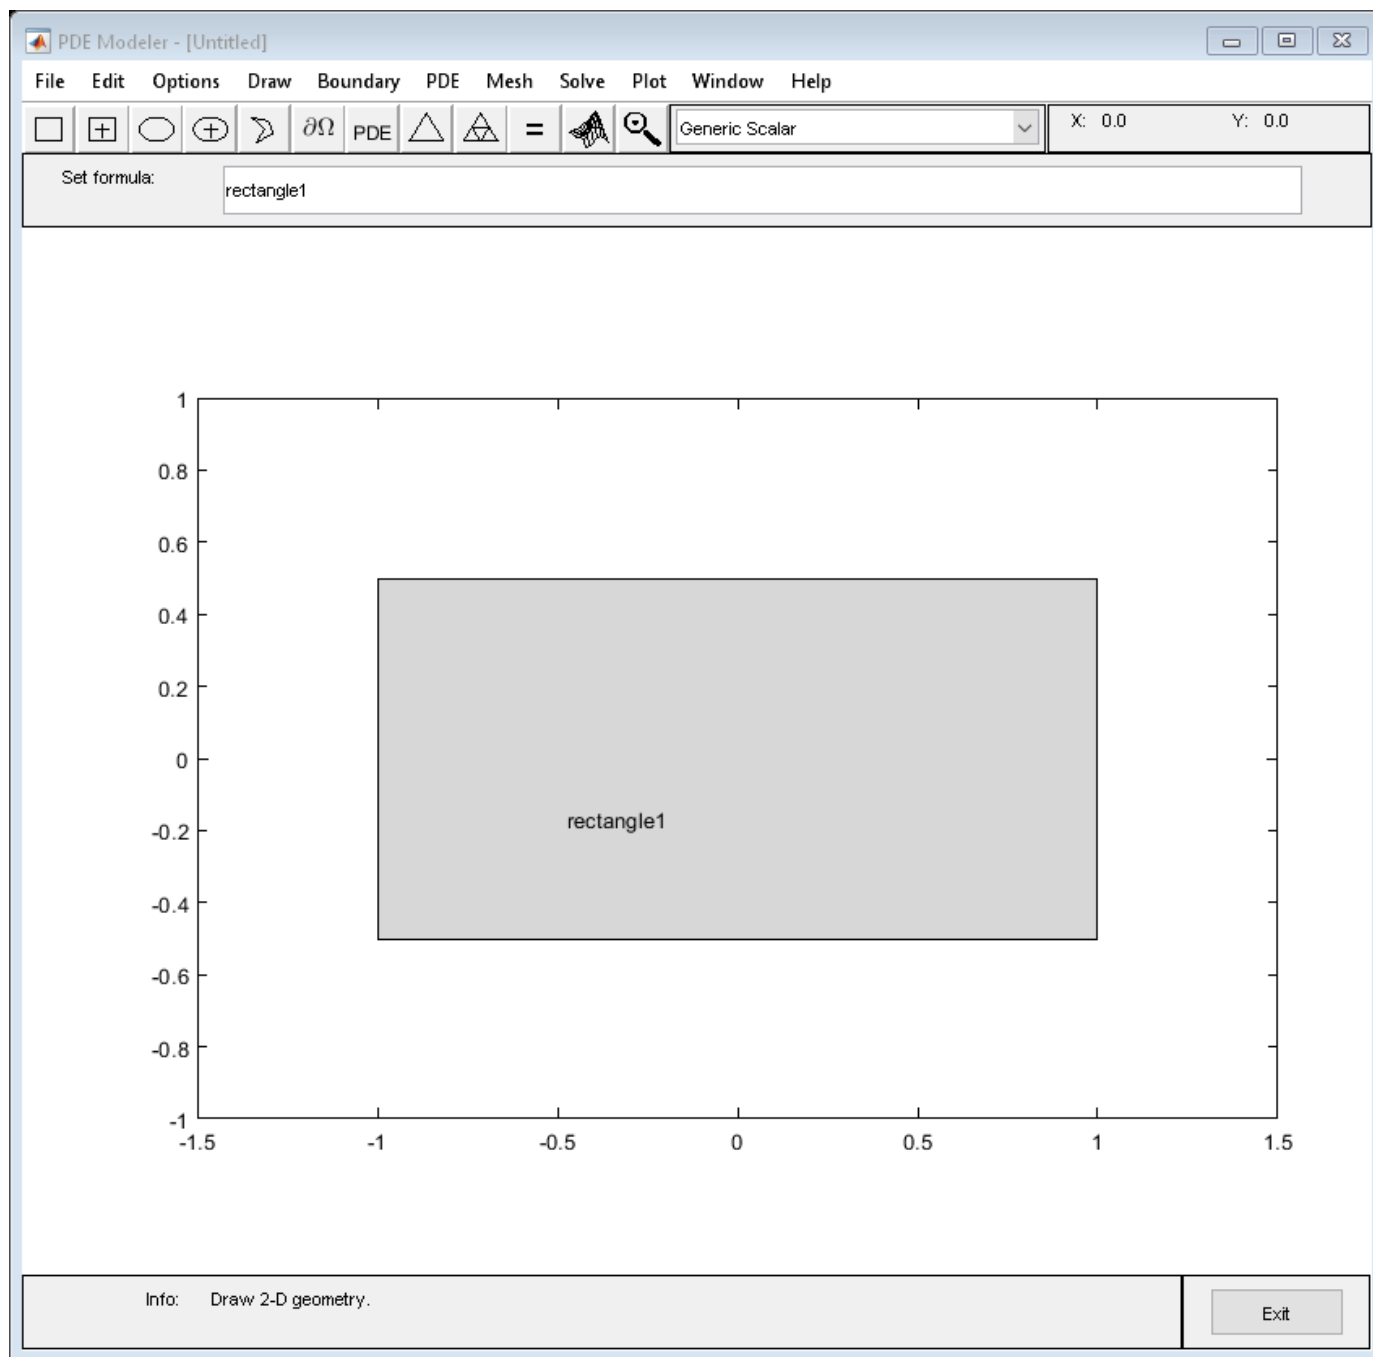 PDE Modeler - [Untitled]
File Edit Options Draw Boundary PDE Mesh Solve Plot Window Help
∂Ω PDE = Generic Scalar X: 0.0 Y: 0.0
Set formula: rectangle1
1
0.8
0.6
0.4
0.2
0
rectangle1
-0.2
-0.4
-0.6
-0.8
-1
-1.5 -1 -0.5 0 0.5 1 1.5
Info: Draw 2-D geometry. Exit